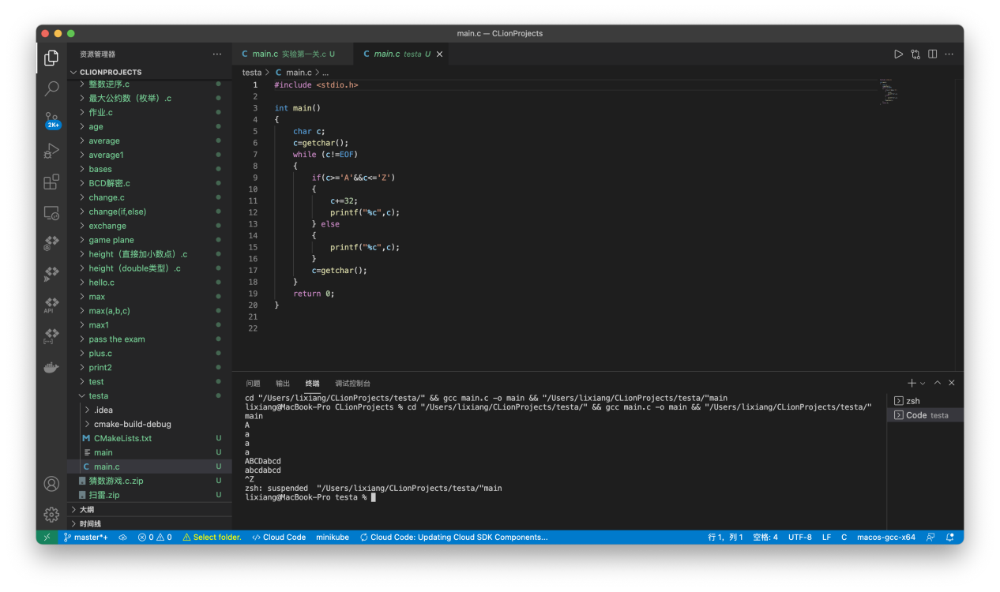 main.c — CLionProjects
资源管理器
···
CLIONPROJECTS
整数逆序.c
最大公约数（枚举）.c
作业.c
age
average
average1
bases
BCD解密.c
change.c
change(if,else)
exchange
game plane
height（直接加小数点）.c
height（double类型）.c
hello.c
max
max(a,b,c)
max1
pass the exam
plus.c
print2
test
testa
.idea
cmake-build-debug
M CMakeLists.txt U
main U
C main.c U
猜数游戏.c.zip U
扫雷.zip U
大纲
时间线
2K+
API
C main.c 实验第一关.c U
C main.c testa U
testa > C main.c > ...
1 #include <stdio.h>
2
3 int main()
4 {
5 char c;
6 c=getchar();
7 while (c!=EOF)
8 {
9 if(c>='A'&&c<='Z')
10 {
11 c+=32;
12 printf("%c",c);
13 } else
14 {
15 printf("%c",c);
16 }
17 c=getchar();
18 }
19 return 0;
20 }
21
22
问题 输出 终端 调试控制台
cd "/Users/lixiang/CLionProjects/testa/" && gcc main.c -o main && "/Users/lixiang/CLionProjects/testa/"main
lixiang@MacBook-Pro CLionProjects % cd "/Users/lixiang/CLionProjects/testa/" && gcc main.c -o main && "/Users/lixiang/CLionProjects/testa/"
main
A
a
a
a
ABCDabcd
abcdabcd
^Z
zsh: suspended "/Users/lixiang/CLionProjects/testa/"main
lixiang@MacBook-Pro testa %
zsh
Code testa
master*+ 0 0 Select folder. Cloud Code minikube Cloud Code: Updating Cloud SDK Components... 行 1，列 1 空格: 4 UTF-8 LF C macos-gcc-x64